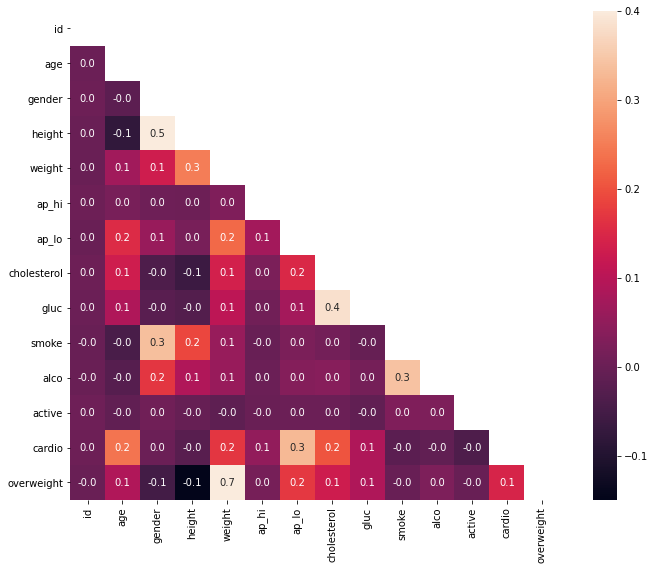 id
age 0.0
gender 0.0 -0.0
height 0.0 -0.1 0.5
weight 0.0 0.1 0.1 0.3
ap_hi 0.0 0.0 0.0 0.0 0.0
ap_lo 0.0 0.2 0.1 0.0 0.2 0.1
cholesterol 0.0 0.1 -0.0 -0.1 0.1 0.0 0.2
gluc 0.0 0.1 -0.0 -0.0 0.1 0.0 0.1 0.4
smoke -0.0 -0.0 0.3 0.2 0.1 -0.0 0.0 0.0 -0.0
alco -0.0 -0.0 0.2 0.1 0.1 0.0 0.0 0.0 0.0 0.3
active 0.0 -0.0 0.0 -0.0 -0.0 -0.0 0.0 0.0 -0.0 0.0 0.0
cardio 0.0 0.2 0.0 -0.0 0.2 0.1 0.3 0.2 0.1 -0.0 -0.0 -0.0
overweight -0.0 0.1 -0.1 -0.1 0.7 0.0 0.2 0.1 0.1 -0.0 0.0 -0.0 0.1
id age gender height weight ap_hi ap_lo cholesterol gluc smoke alco active cardio overweight
0.4
0.3
0.2
0.1
0.0
−0.1